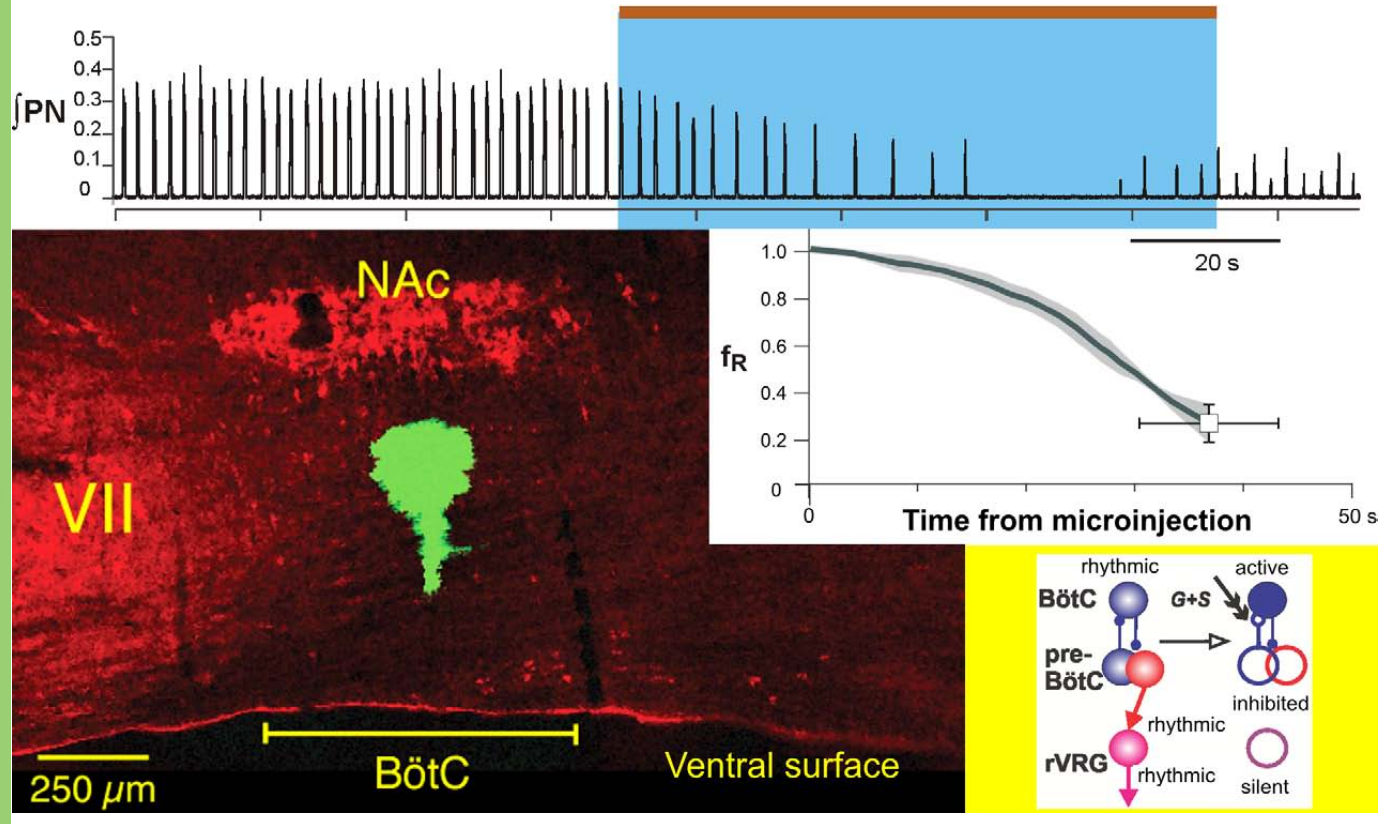 0.5
0.4
∫PN 0.3
0.2
0.1
0
20 s
NAc
VII
BötC
Ventral surface
250 µm
1.0
0.8
fR 0.6
0.4
0.2
0
0 Time from microinjection 50 s
rhythmic active
BötC G+S
pre-
BötC
inhibited
rhythmic
rVRG
rhythmic
silent